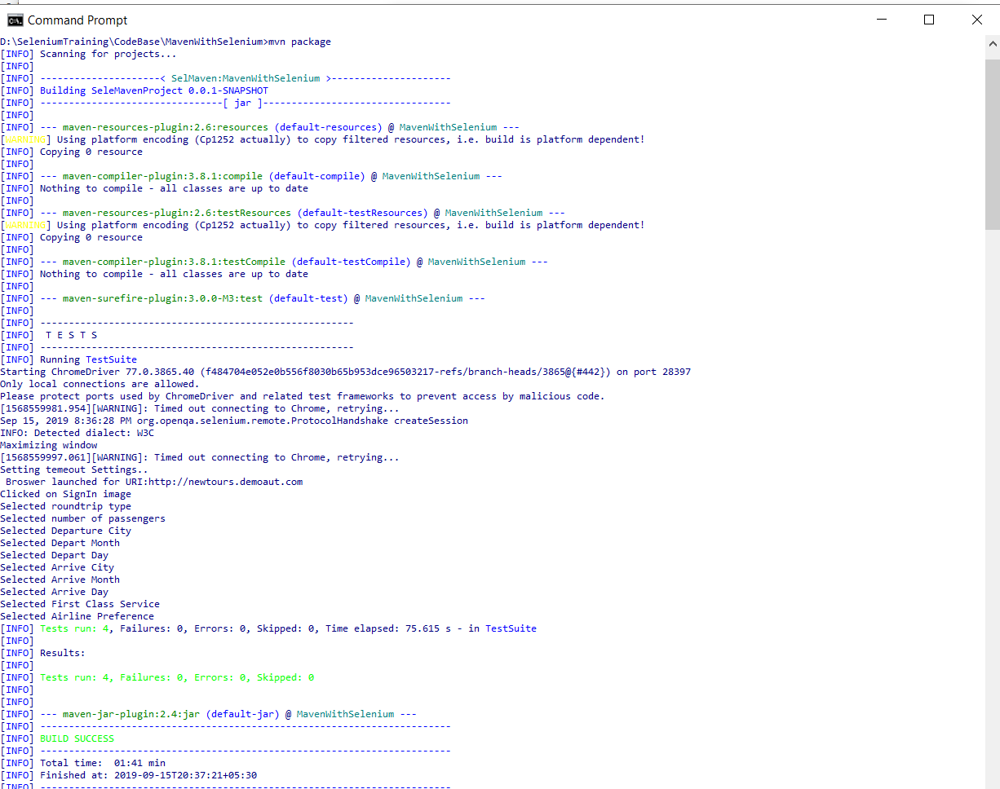 Command Prompt
D:\SeleniumTraining\CodeBase\MavenWithSelenium>mvn package
[INFO] Scanning for projects...
[INFO]
[INFO] ---------------------< SelMaven:MavenWithSelenium >---------------------
[INFO] Building SeleMavenProject 0.0.1-SNAPSHOT
[INFO] --------------------------------[ jar ]---------------------------------
[INFO]
[INFO] --- maven-resources-plugin:2.6:resources (default-resources) @ MavenWithSelenium ---
[WARNING] Using platform encoding (Cp1252 actually) to copy filtered resources, i.e. build is platform dependent!
[INFO] Copying 0 resource
[INFO]
[INFO] --- maven-compiler-plugin:3.8.1:compile (default-compile) @ MavenWithSelenium ---
[INFO] Nothing to compile - all classes are up to date
[INFO]
[INFO] --- maven-resources-plugin:2.6:testResources (default-testResources) @ MavenWithSelenium ---
[WARNING] Using platform encoding (Cp1252 actually) to copy filtered resources, i.e. build is platform dependent!
[INFO] Copying 0 resource
[INFO]
[INFO] --- maven-compiler-plugin:3.8.1:testCompile (default-testCompile) @ MavenWithSelenium ---
[INFO] Nothing to compile - all classes are up to date
[INFO]
[INFO] --- maven-surefire-plugin:3.0.0-M3:test (default-test) @ MavenWithSelenium ---
[INFO]
[INFO] -------------------------------------------------------
[INFO]  T E S T S
[INFO] -------------------------------------------------------
[INFO] Running TestSuite
Starting ChromeDriver 77.0.3865.40 (f484704e052e0b556f8030b65b953dce96503217-refs/branch-heads/3865@{#442}) on port 28397
Only local connections are allowed.
Please protect ports used by ChromeDriver and related test frameworks to prevent access by malicious code.
[1568559981.954][WARNING]: Timed out connecting to Chrome, retrying...
Sep 15, 2019 8:36:28 PM org.openqa.selenium.remote.ProtocolHandshake createSession
INFO: Detected dialect: W3C
Maximizing window
[1568559997.061][WARNING]: Timed out connecting to Chrome, retrying...
Setting temeout Settings..
 Broswer launched for URI:http://newtours.demoaut.com
Clicked on SignIn image
Selected roundtrip type
Selected number of passengers
Selected Departure City
Selected Depart Month
Selected Depart Day
Selected Arrive City
Selected Arrive Month
Selected Arrive Day
Selected First Class Service
Selected Airline Preference
[INFO] Tests run: 4, Failures: 0, Errors: 0, Skipped: 0, Time elapsed: 75.615 s - in TestSuite
[INFO]
[INFO] Results:
[INFO]
[INFO] Tests run: 4, Failures: 0, Errors: 0, Skipped: 0
[INFO]
[INFO]
[INFO] --- maven-jar-plugin:2.4:jar (default-jar) @ MavenWithSelenium ---
[INFO] ------------------------------------------------------------------------
[INFO] BUILD SUCCESS
[INFO] ------------------------------------------------------------------------
[INFO] Total time:  01:41 min
[INFO] Finished at: 2019-09-15T20:37:21+05:30
[INFO] ------------------------------------------------------------------------